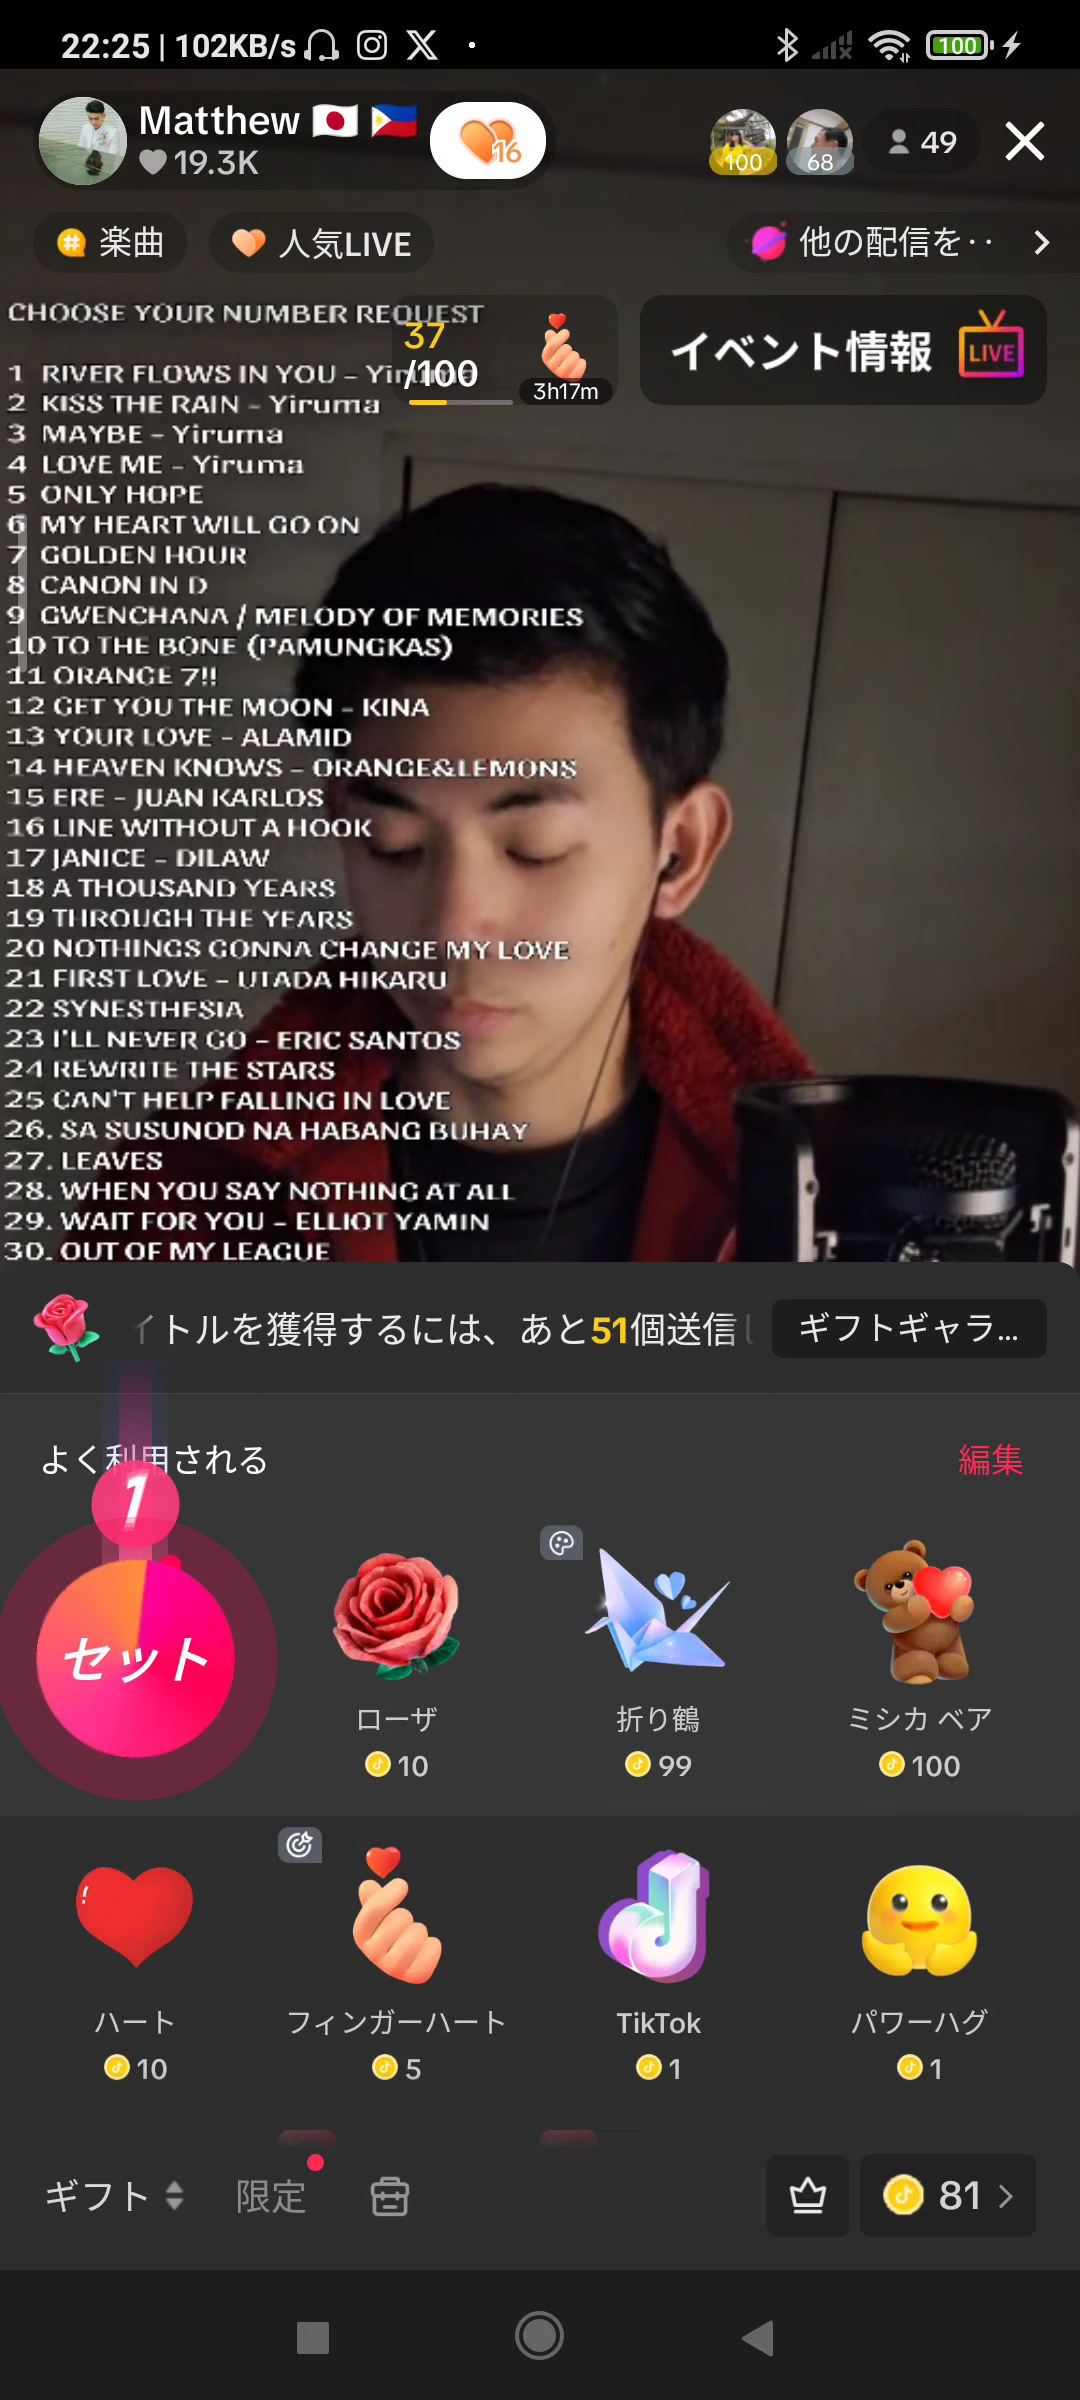 22:25 | 102KB/s
100
Matthew 🇯🇵 🇵🇭
19.3K
16
100
68
49
楽曲
人気LIVE
他の配信を··
CHOOSE YOUR NUMBER REQUEST
37
/100
3h17m
イベント情報
LIVE
1 RIVER FLOWS IN YOU –
2 KISS THE RAIN – Yiruma
3 MAYBE – Yiruma
4 LOVE ME – Yiruma
5 ONLY HOPE
6 MY HEART WILL GO ON
7 GOLDEN HOUR
8 CANON IN D
9 GWENCHANA / MELODY OF MEMORIES
10 TO THE BONE (PAMUNGKAS)
11 ORANGE 7!!
12 GET YOU THE MOON – KINA
13 YOUR LOVE – ALAMID
14 HEAVEN KNOWS – ORANGE&LEMONS
15 ERE – JUAN KARLOS
16 LINE WITHOUT A HOOK
17 JANICE – DILAW
18 A THOUSAND YEARS
19 THROUGH THE YEARS
20 NOTHINGS GONNA CHANGE MY LOVE
21 FIRST LOVE – UTADA HIKARU
22 SYNESTHESIA
23 I'LL NEVER GO – ERIC SANTOS
24 REWRITE THE STARS
25 CAN'T HELP FALLING IN LOVE
26. SA SUSUNOD NA HABANG BUHAY
27. LEAVES
28. WHEN YOU SAY NOTHING AT ALL
29. WAIT FOR YOU – ELLIOT YAMIN
30. OUT OF MY LEAGUE
イトルを獲得するには、あと51個送信し
ギフトギャラ...
よく利用される
編集
1
セット
ローザ
10
折り鶴
99
ミシカ ベア
100
ハート
10
フィンガーハート
5
TikTok
1
パワーハグ
1
ギフト
限定
81